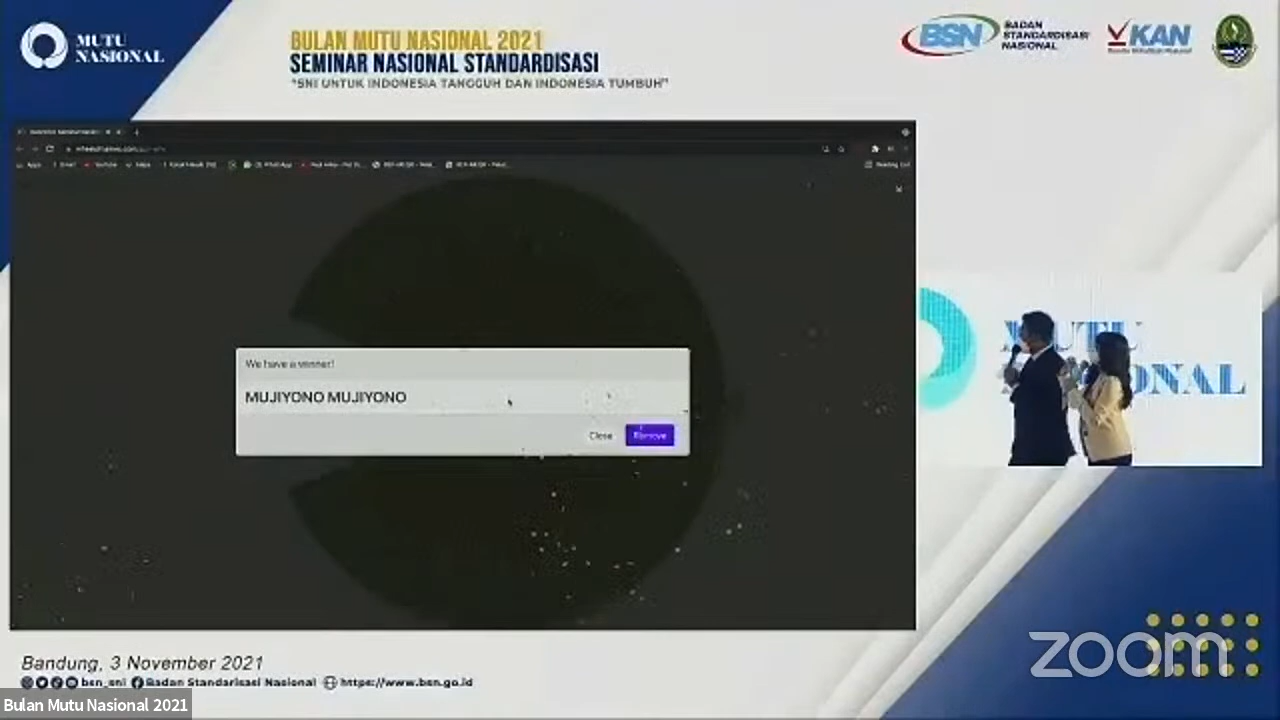 MUTU
NASIONAL
BULAN MUTU NASIONAL 2021
SEMINAR NASIONAL STANDARDISASI
"SNI UNTUK INDONESIA TANGGUH DAN INDONESIA TUMBUH"
BSN
BADAN
STANDARDISASI
NASIONAL
KAN
We have a winner!
MUJIYONO MUJIYONO
Close
Remove
MUTU
NASIONAL
Bandung, 3 November 2021
bsn_sni Badan Standarisasi Nasional https://www.bsn.go.id
Bulan Mutu Nasional 2021
zoom